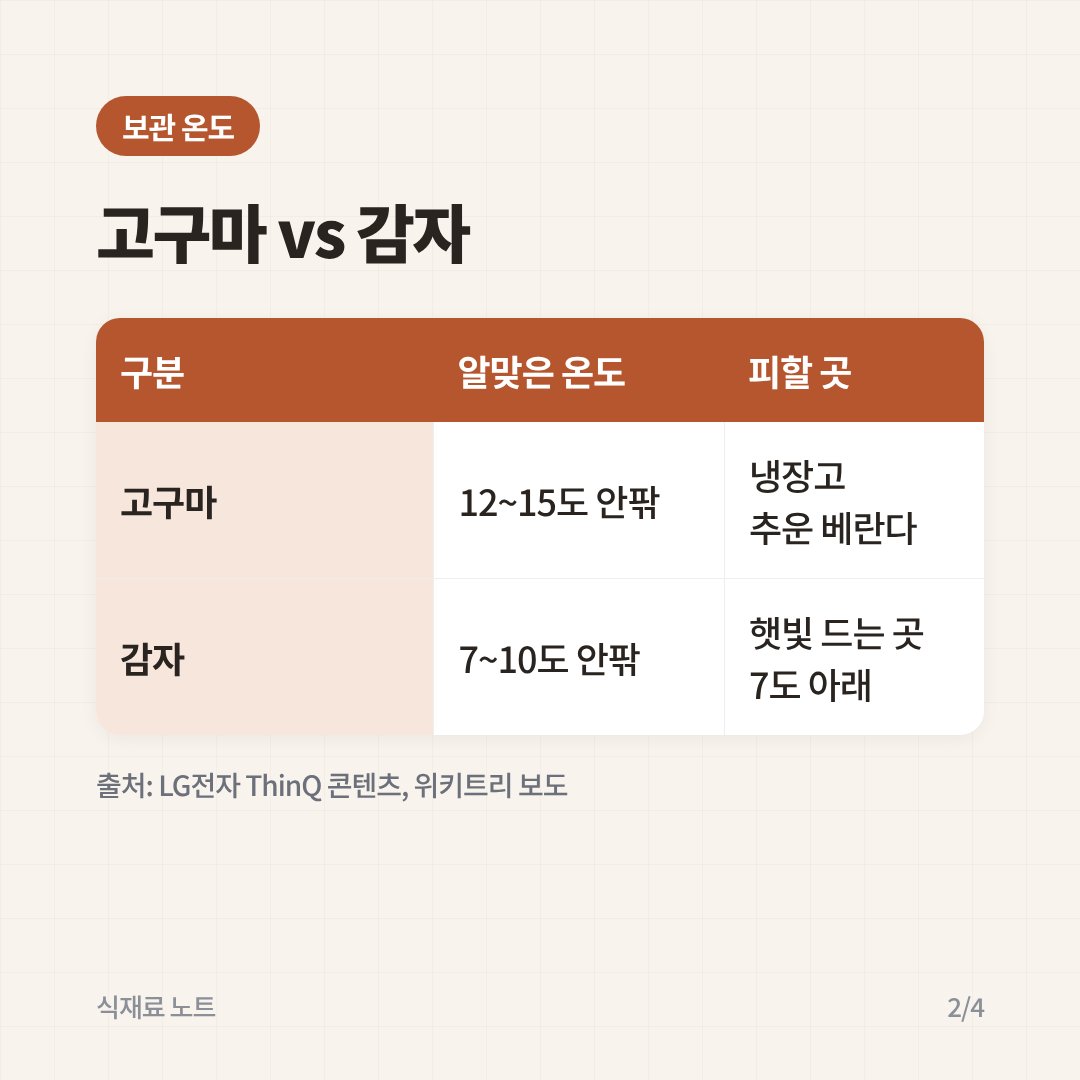 보관 온도
고구마 vs 감자
구분 알맞은 온도 피할 곳
고구마 12~15도 안팎 냉장고
추운 베란다
감자 7~10도 안팎 햇빛 드는 곳
7도 아래
출처: LG전자 ThinQ 콘텐츠, 위키트리 보도
식재료 노트 2/4